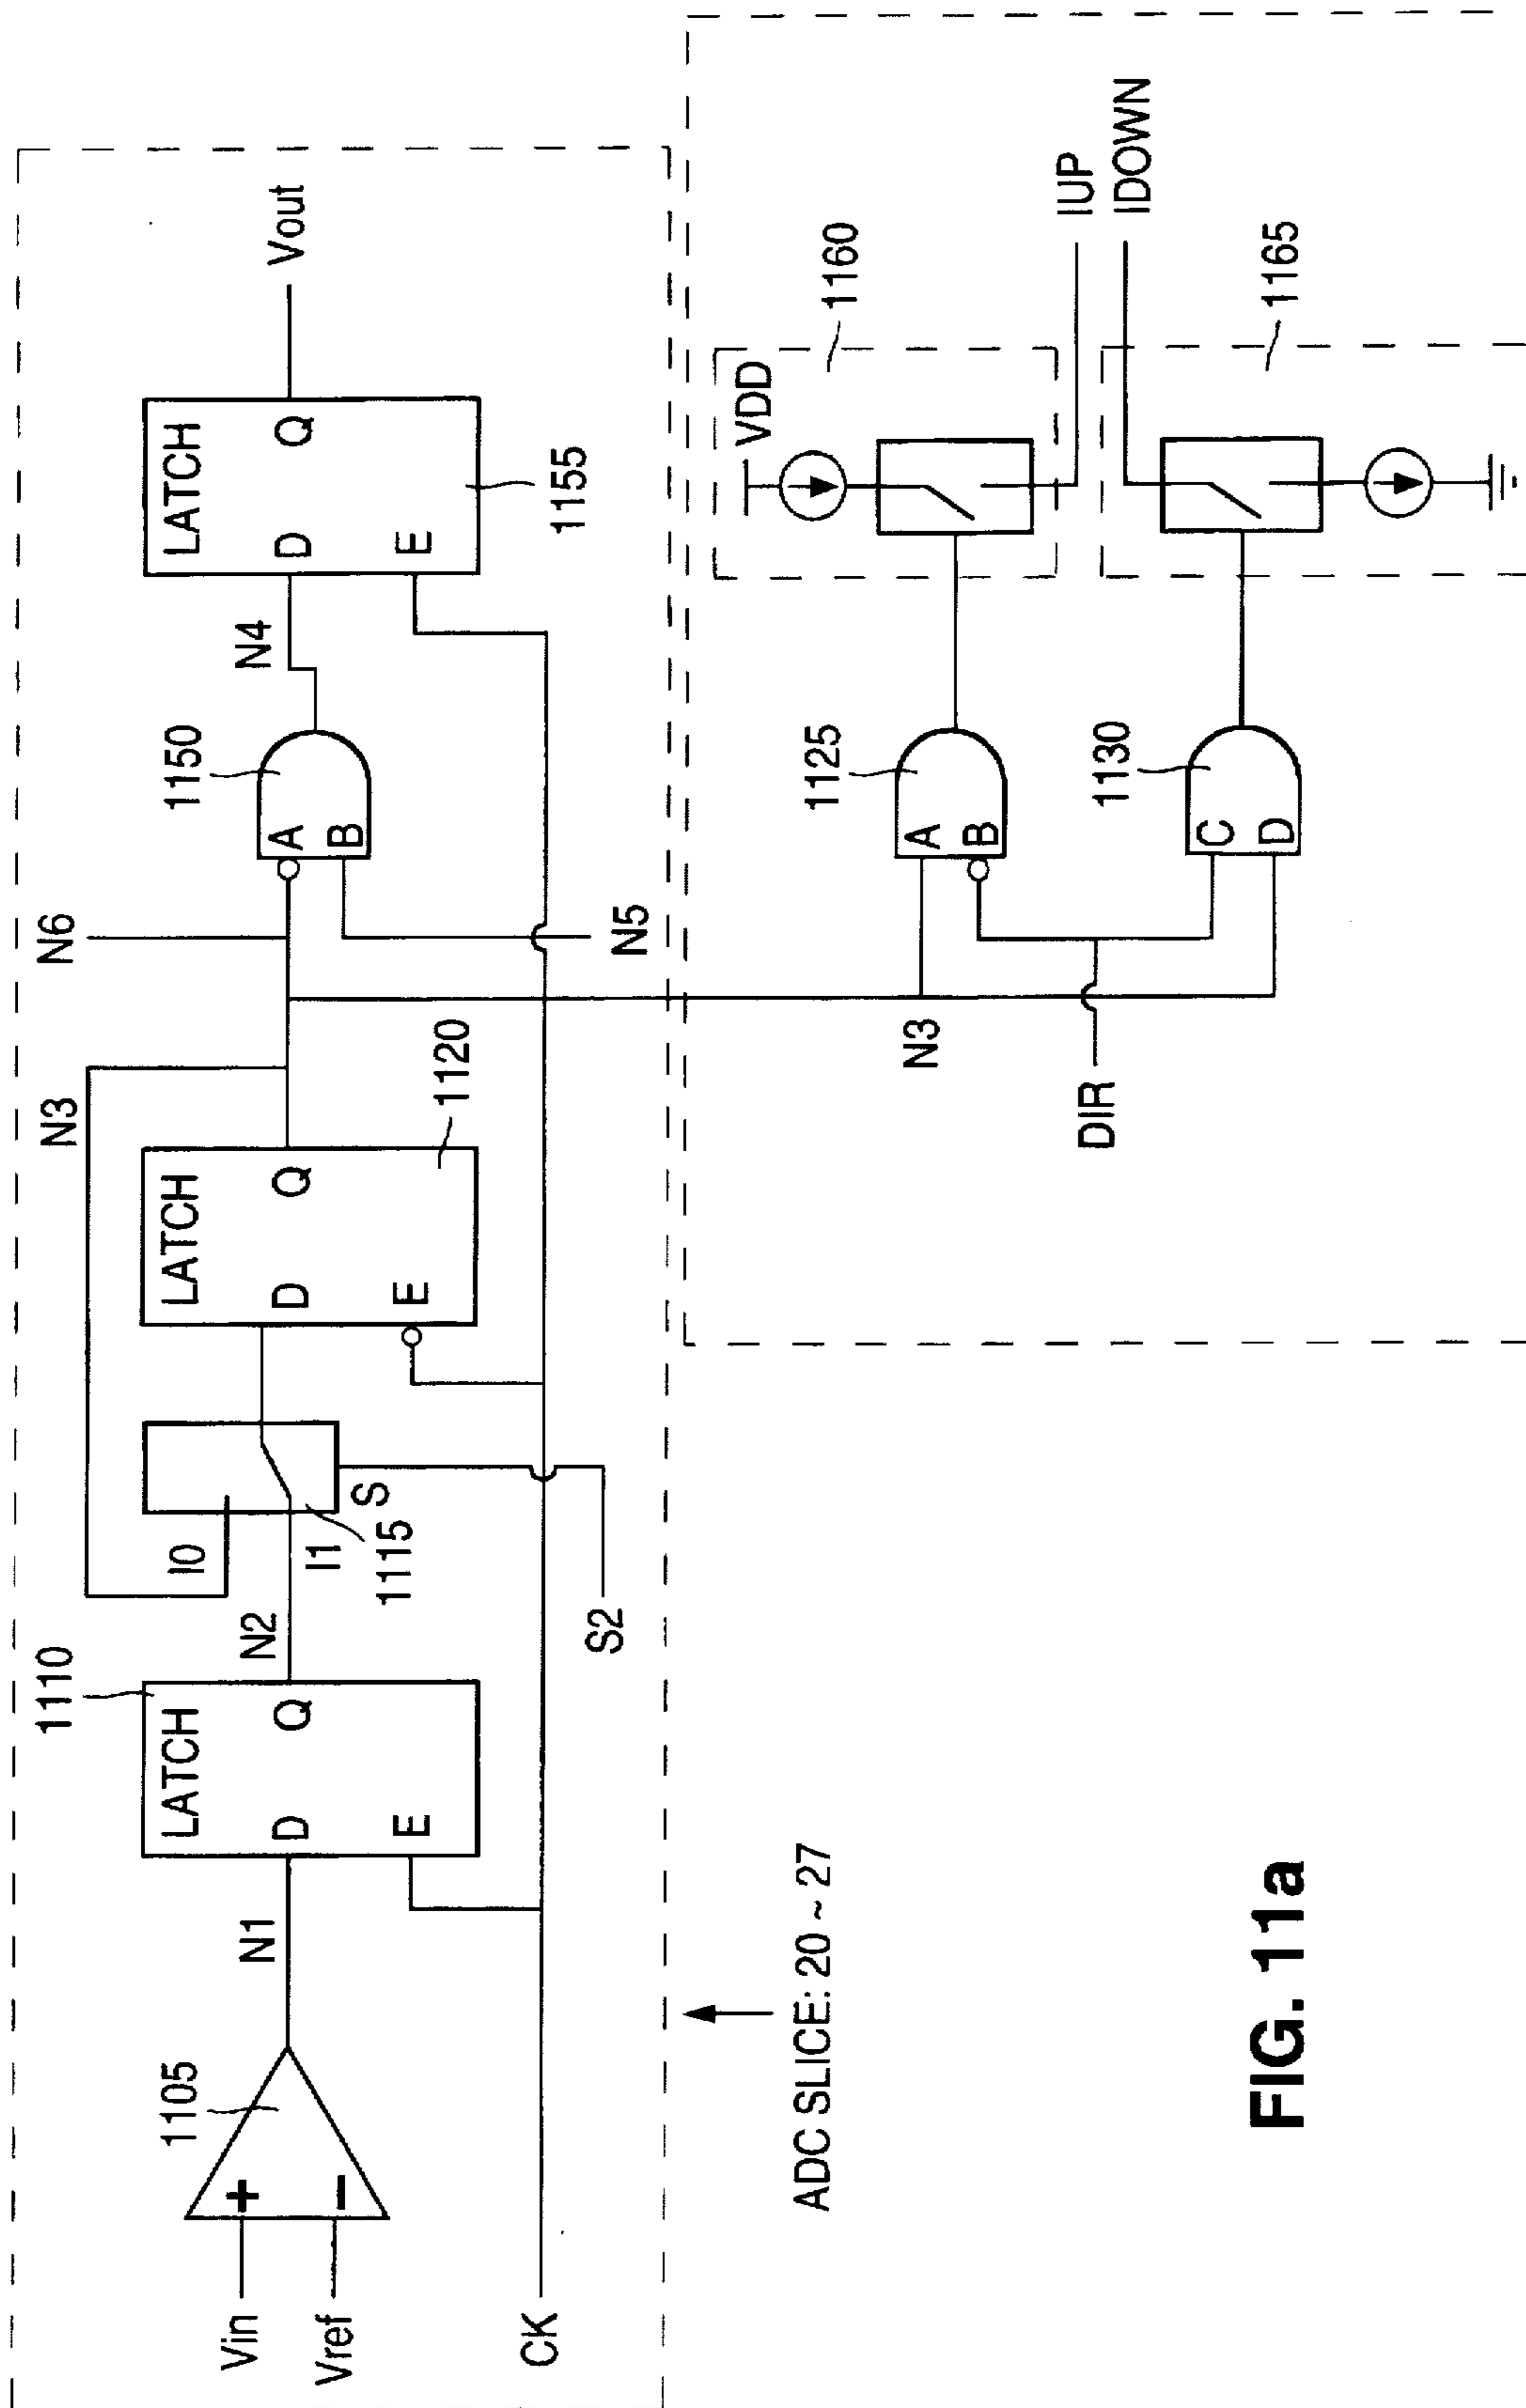 1105
Vin
+
Vref
−
N1
CK
1110
LATCH
D
Q
E
N2
I0
I1
S
1115
S2
N3
LATCH
D
Q
E
1120
N6
1150
A
B
N5
N4
LATCH
D
Q
E
1155
Vout
ADC SLICE: 20 ~ 27
N3
DIR
1125
A
B
1130
C
D
VDD
1160
IUP
IDOWN
1165
FIG. 11a